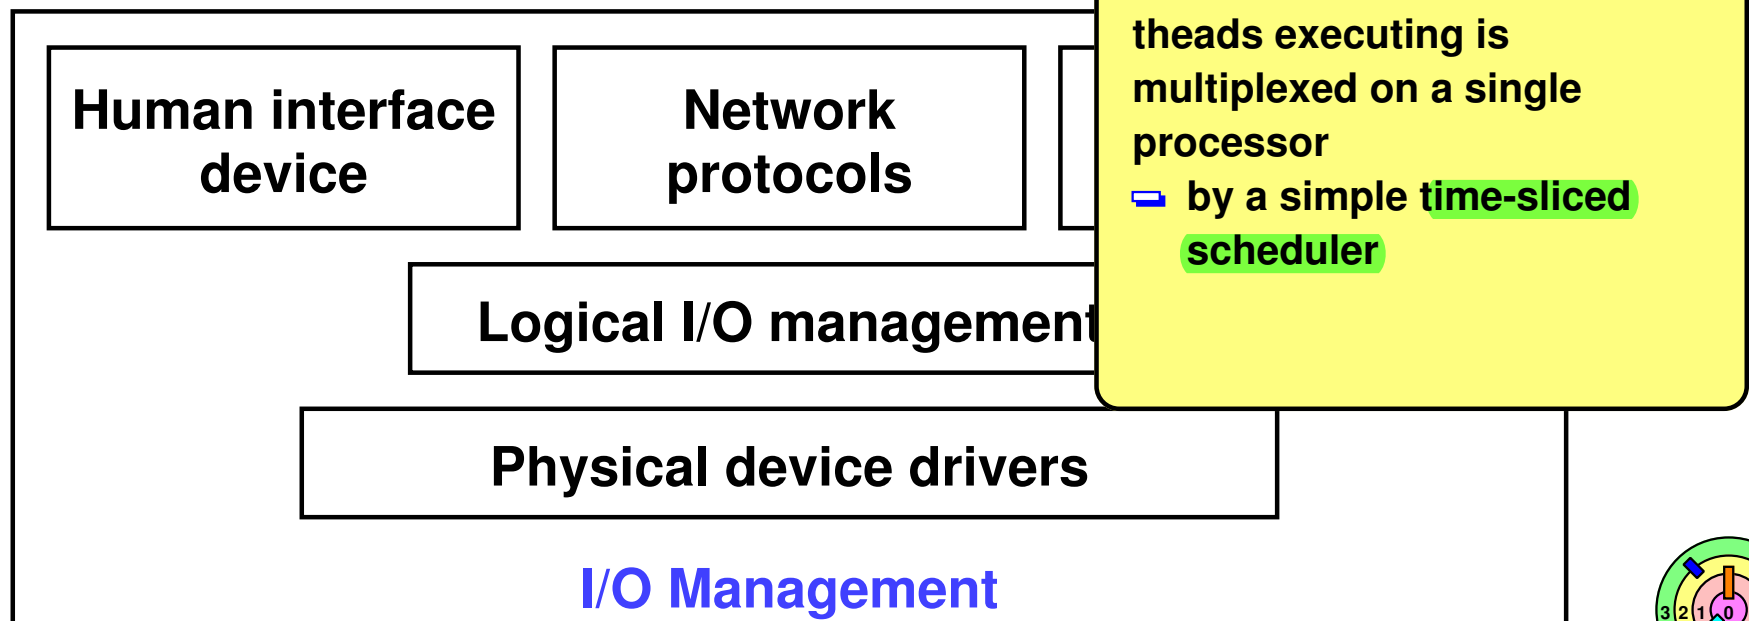 Human interface
device
Network
protocols
theads executing is
multiplexed on a single
processor
by a simple time-sliced
scheduler
Logical I/O management
Physical device drivers
I/O Management
3 2 1 0